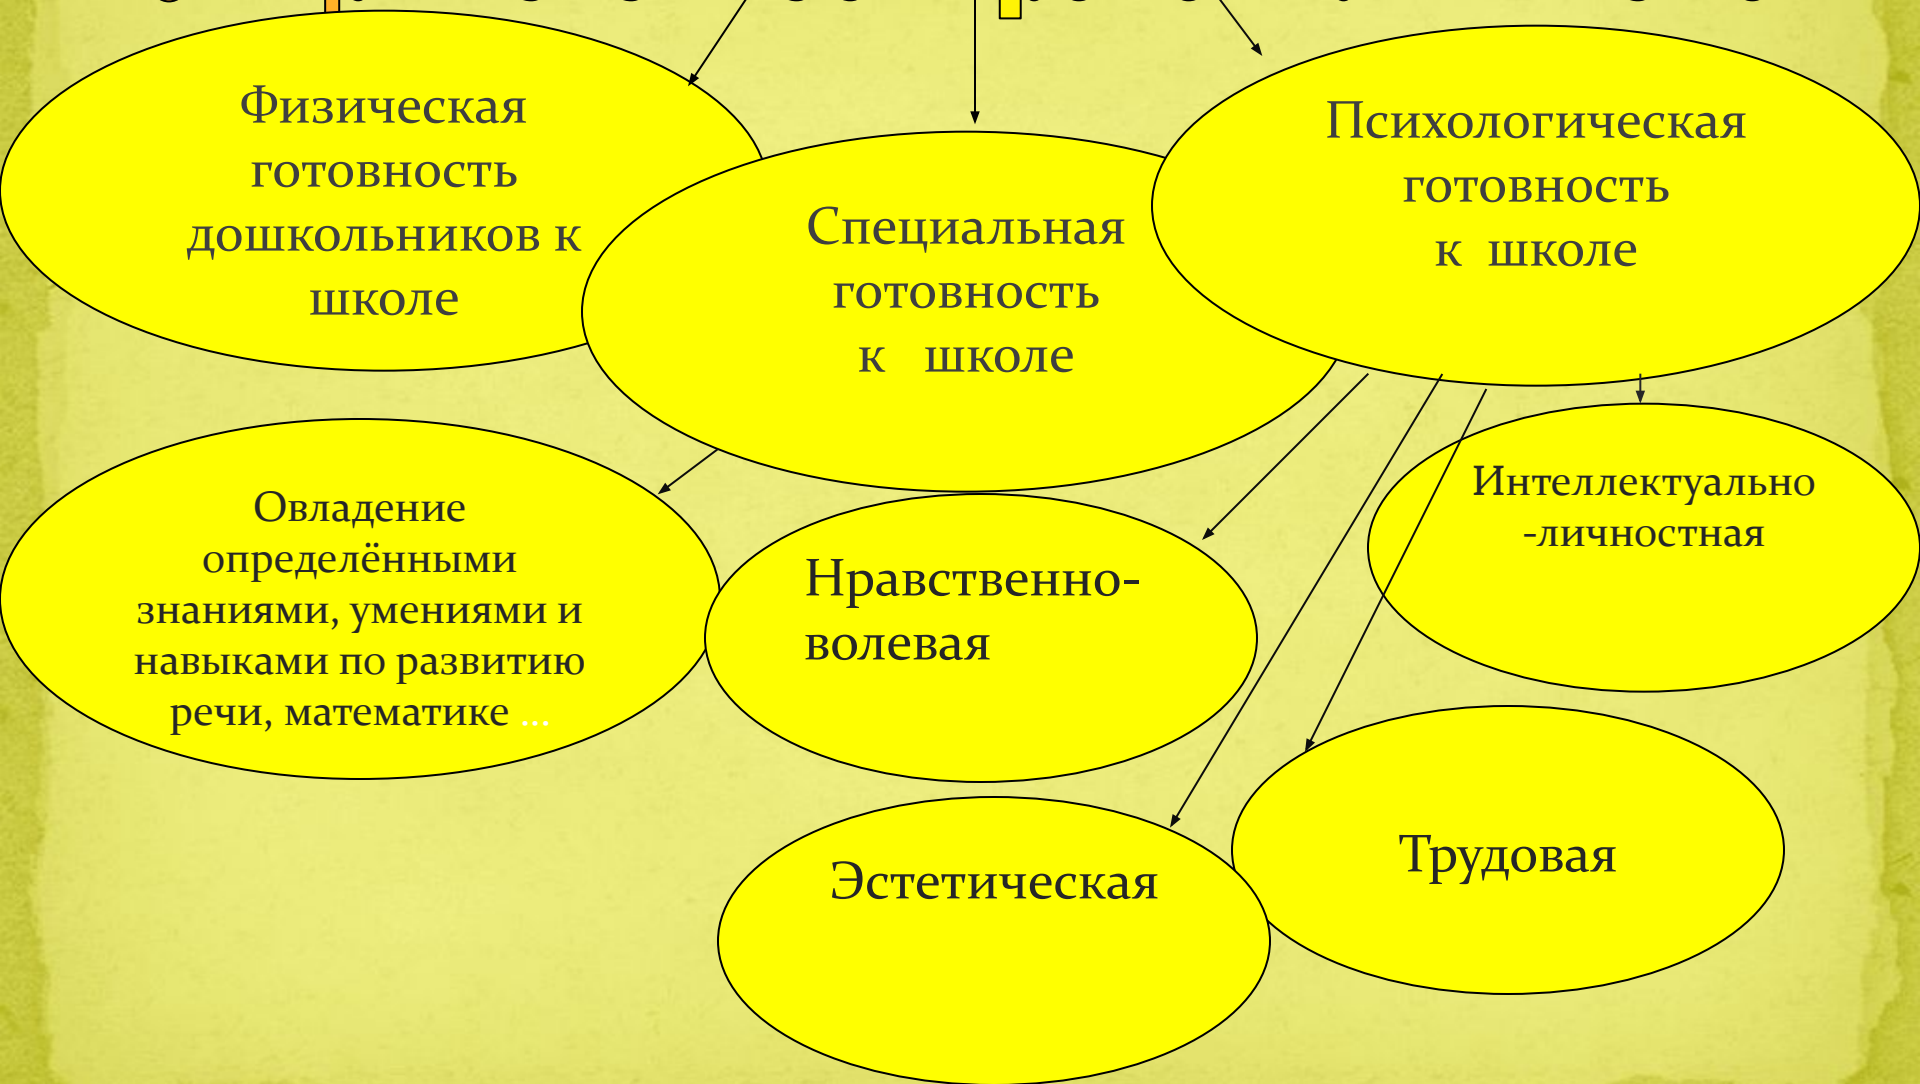 Физическая
готовность
дошкольников к
школе
Специальная
готовность
к школе
Психологическая
готовность
к школе
Овладение
определёнными
знаниями, умениями и
навыками по развитию
речи, математике ...
Нравственно-
волевая
Интеллектуально
-личностная
Эстетическая
Трудовая